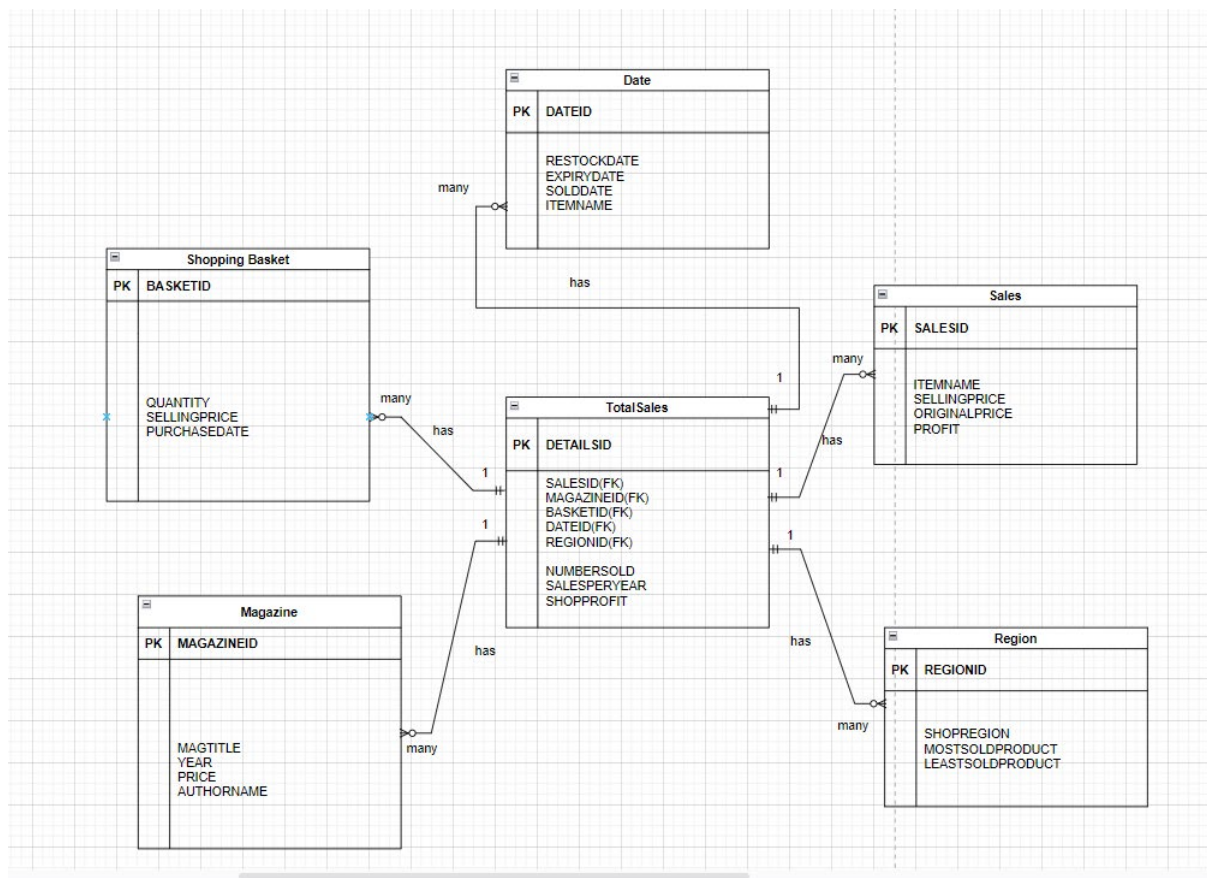 Date
PK DATEID
RESTOCKDATE
EXPIRYDATE
SOLDDATE
ITEMNAME
many
has
Shopping Basket
PK BASKETID
QUANTITY
SELLINGPRICE
PURCHASEDATE
many
has
1
Sales
PK SALESID
ITEMNAME
SELLINGPRICE
ORIGINALPRICE
PROFIT
many
has
1
1
TotalSales
PK DETAILSID
SALESID(FK)
MAGAZINEID(FK)
BASKETID(FK)
DATEID(FK)
REGIONID(FK)
NUMBERSOLD
SALESPERYEAR
SHOPPROFIT
1
has
many
Magazine
PK MAGAZINEID
MAGTITLE
YEAR
PRICE
AUTHORNAME
1
has
many
Region
PK REGIONID
SHOPREGION
MOSTSOLDPRODUCT
LEASTSOLDPRODUCT